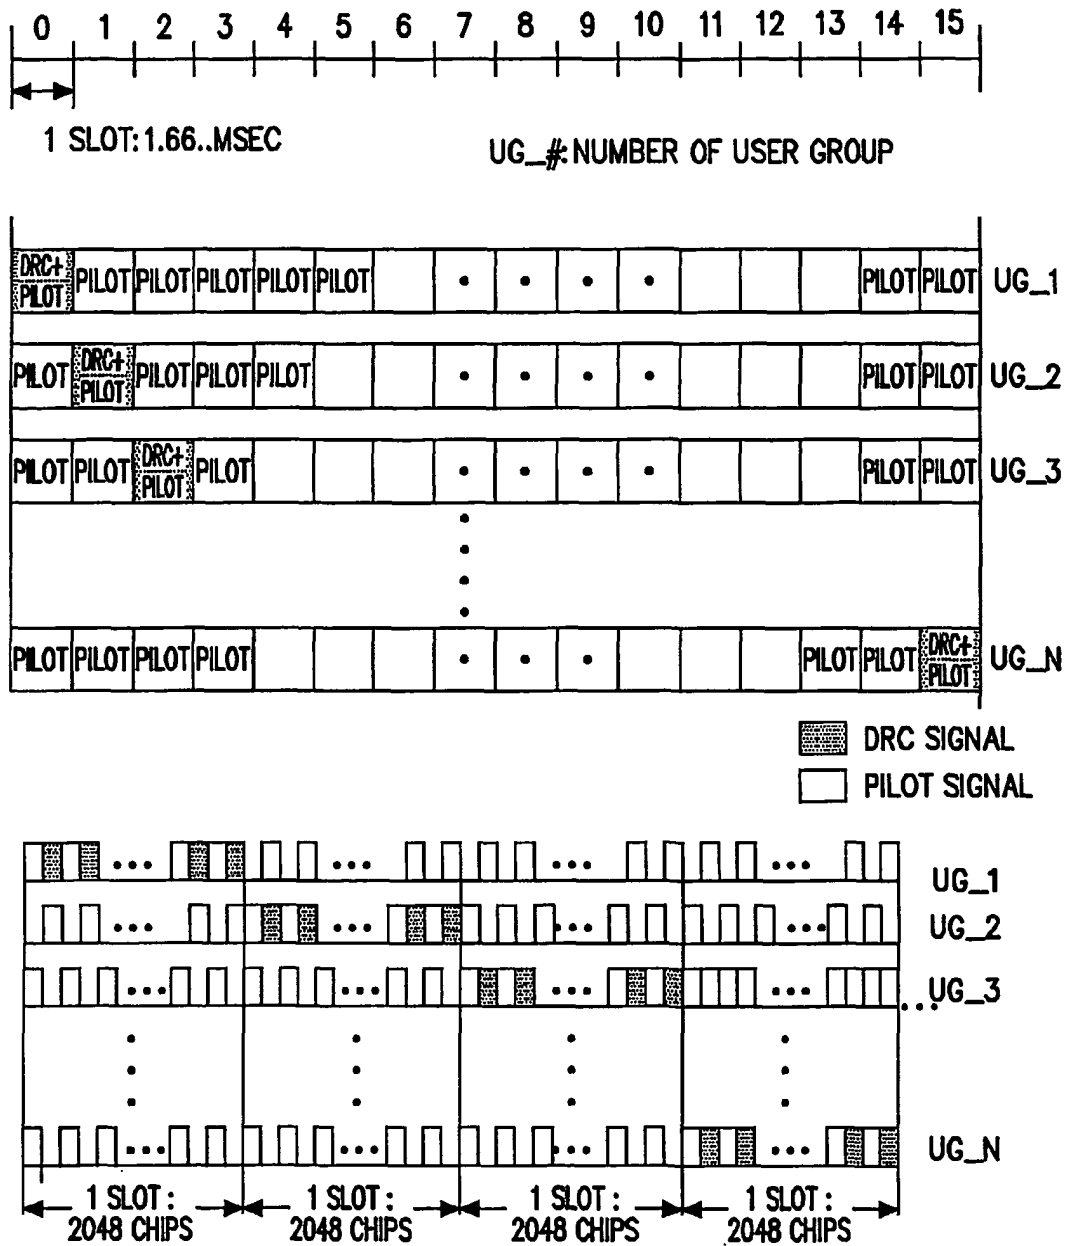 0 1 2 3 4 5 6 7 8 9 10 11 12 13 14 15
1 SLOT:1.66..MSEC
UG_#:NUMBER OF USER GROUP
DRC+ PILOT PILOT PILOT PILOT PILOT PILOT • • • • PILOT PILOT UG_1
PILOT DRC+ PILOT PILOT PILOT PILOT • • • • PILOT PILOT UG_2
PILOT PILOT DRC+ PILOT PILOT • • • • PILOT PILOT UG_3
PILOT PILOT PILOT PILOT • • • PILOT PILOT DRC+ PILOT UG_N
DRC SIGNAL
PILOT SIGNAL
••• ••• ••• ••• UG_1
••• ••• ••• ••• UG_2
••• ••• ••• ••• UG_3 •••
••• ••• ••• ••• UG_N
1 SLOT : 1 SLOT : 1 SLOT : 1 SLOT :
2048 CHIPS 2048 CHIPS 2048 CHIPS 2048 CHIPS